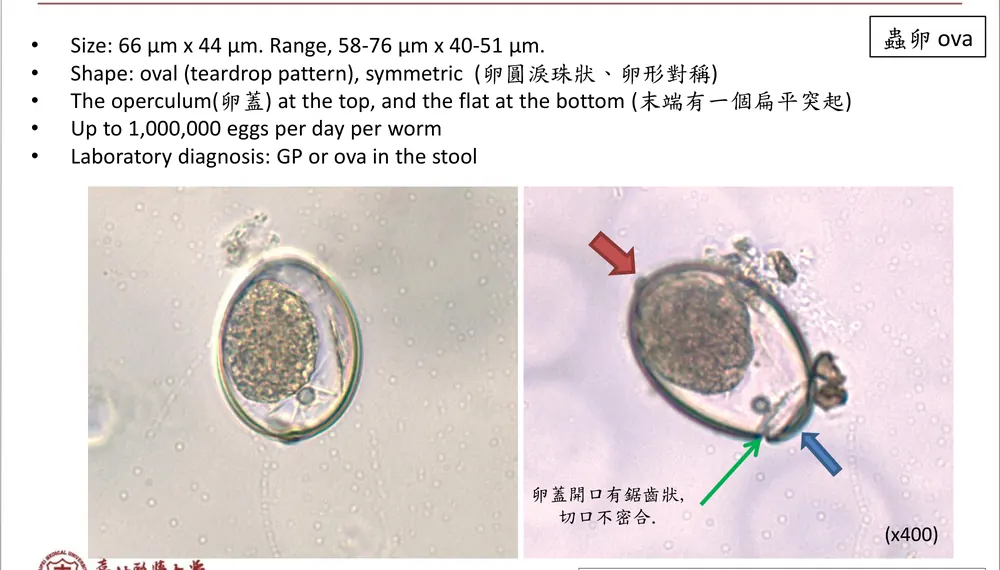 蟲卵 ova
• Size: 66 μm x 44 μm. Range, 58-76 μm x 40-51 μm.
• Shape: oval (teardrop pattern), symmetric (卵圓淚珠狀、卵形對稱)
• The operculum(卵蓋) at the top, and the flat at the bottom (末端有一個扁平突起)
• Up to 1,000,000 eggs per day per worm
• Laboratory diagnosis: GP or ova in the stool
卵蓋開口有鋸齒狀,
切口不密合.
(x400)